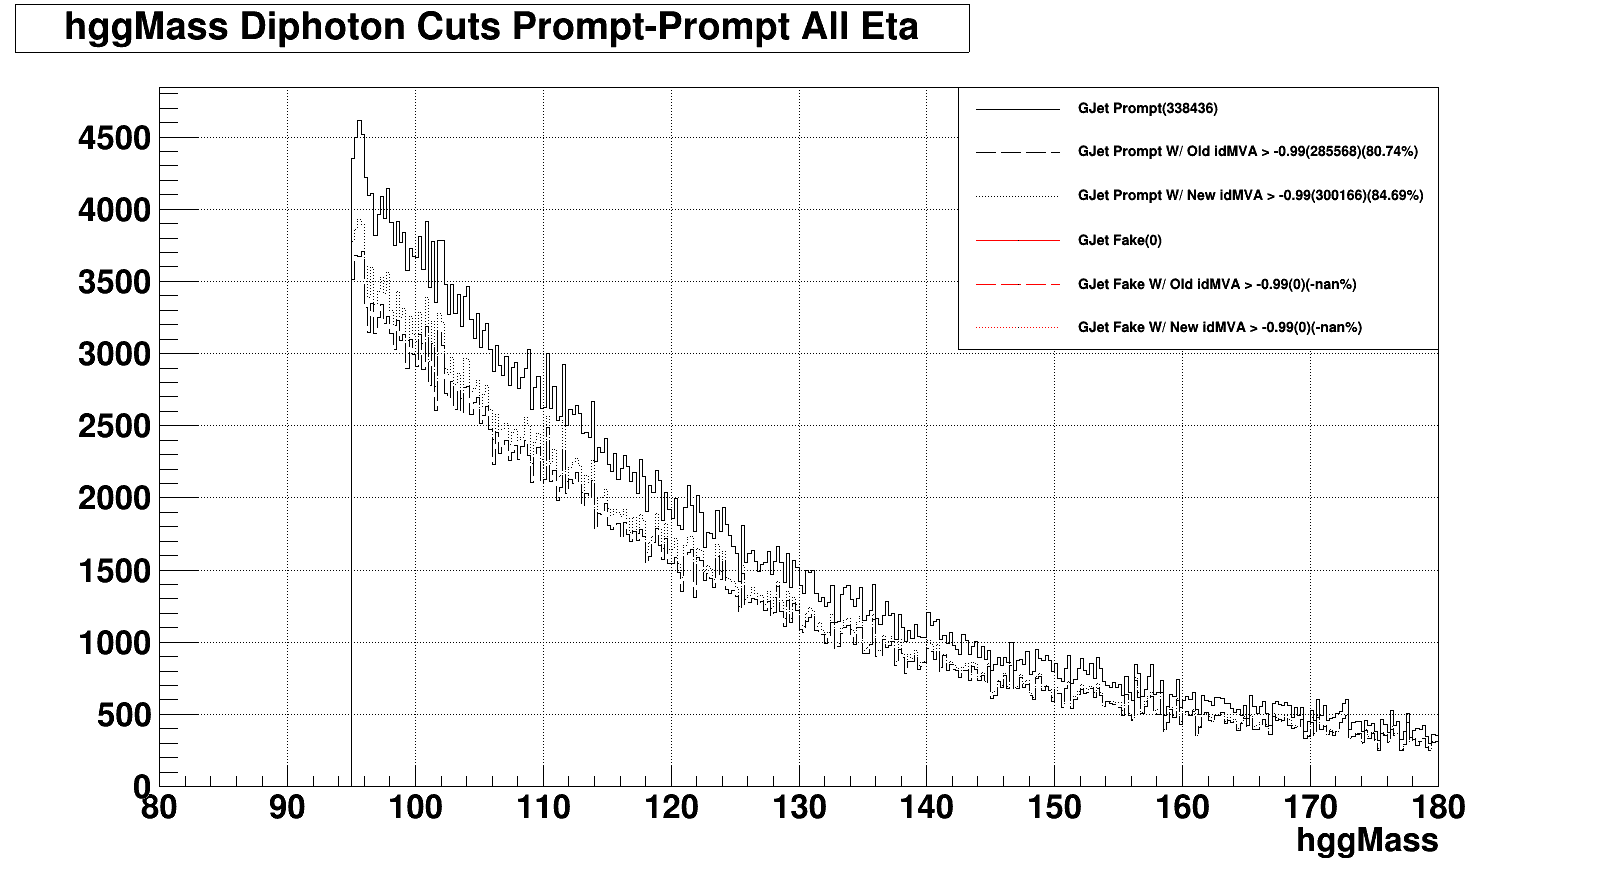 hggMass Diphoton Cuts Prompt-Prompt All Eta
GJet Prompt(338436)
GJet Prompt W/ Old idMVA > -0.99(285568)(80.74%)
GJet Prompt W/ New idMVA > -0.99(300166)(84.69%)
GJet Fake(0)
GJet Fake W/ Old idMVA > -0.99(0)(-nan%)
GJet Fake W/ New idMVA > -0.99(0)(-nan%)
4500
4000
3500
3000
2500
2000
1500
1000
500
0
80 90 100 110 120 130 140 150 160 170 180
hggMass